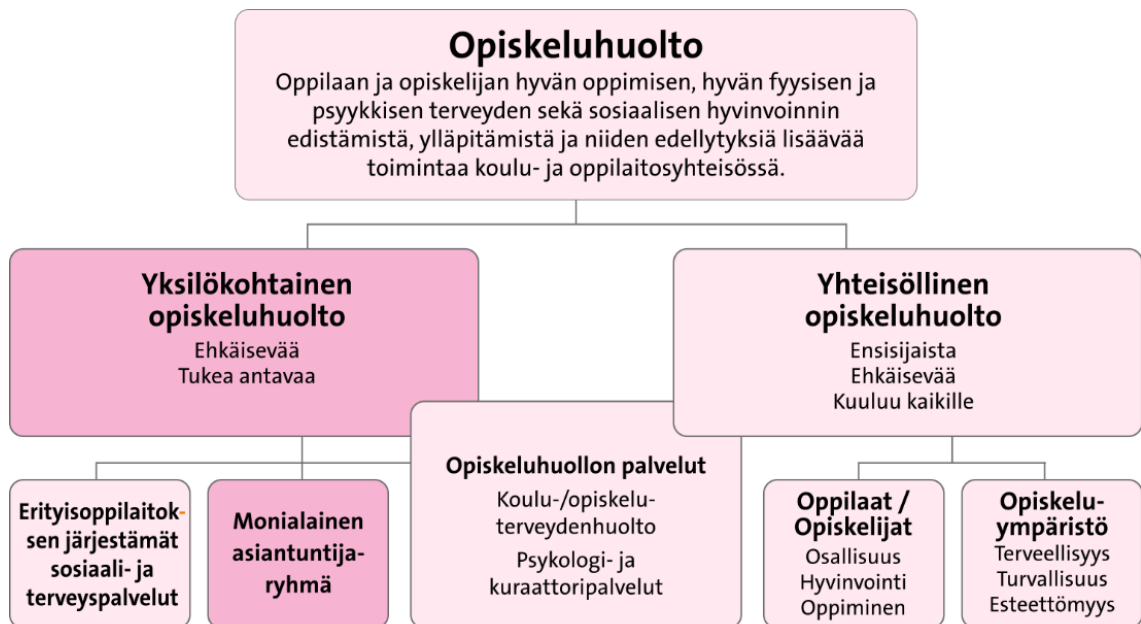 Opiskeluhuolto
Oppilaan ja opiskelijan hyvän oppimisen, hyvän fyysisen ja
psyykkisen terveyden sekä sosiaalisen hyvinvoinnin
edistämistä, ylläpitämistä ja niiden edellytyksiä lisäävää
toimintaa koulu- ja oppilaitosyhteisössä.
Yksilökohtainen
opiskeluhuolto
Ehkäisevää
Tukea antavaa
Yhteisöllinen
opiskeluhuolto
Ensisijaista
Ehkäisevää
Kuuluu kaikille
Erityisoppilaitok-
sen järjestämät
sosiaali- ja
terveyspalvelut
Monialainen
asiantuntija-
ryhmä
Opiskeluhuollon palvelut
Koulu-/opiskelu-
terveydenhuolto
Psykologi- ja
kuraattoripalvelut
Oppilaat /
Opiskelijat
Osallisuus
Hyvinvointi
Oppiminen
Opiskelu-
ympäristö
Terveellisyys
Turvallisuus
Esteettömyys